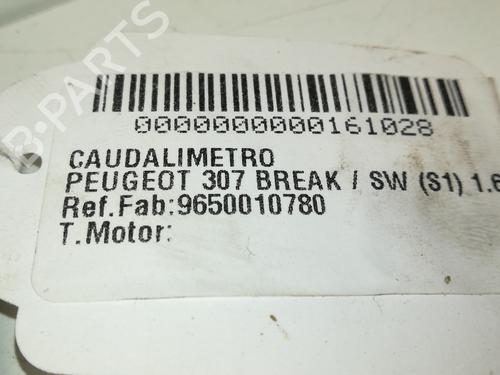 B-PARTS
0000000000161028
CAUDALIMETRO
PEUGEOT 307 BREAK / SW (S1) 1.6
Ref.Fab:9650010780
T.Motor: